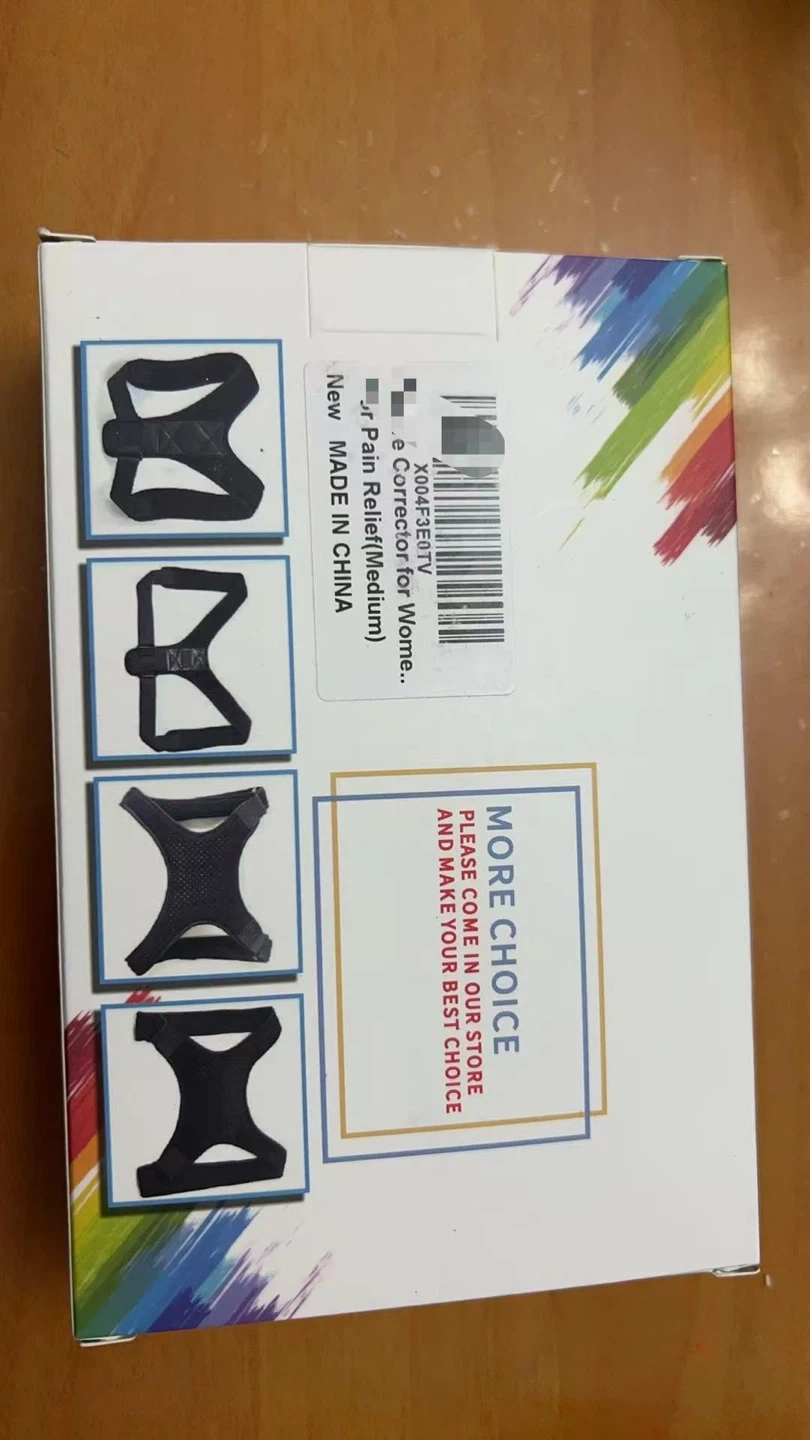 X004F3E0TV
Corrector for Wome..
Pain Relief(Medium)
New MADE IN CHINA
MORE CHOICE
PLEASE COME IN OUR STORE
AND MAKE YOUR BEST CHOICE